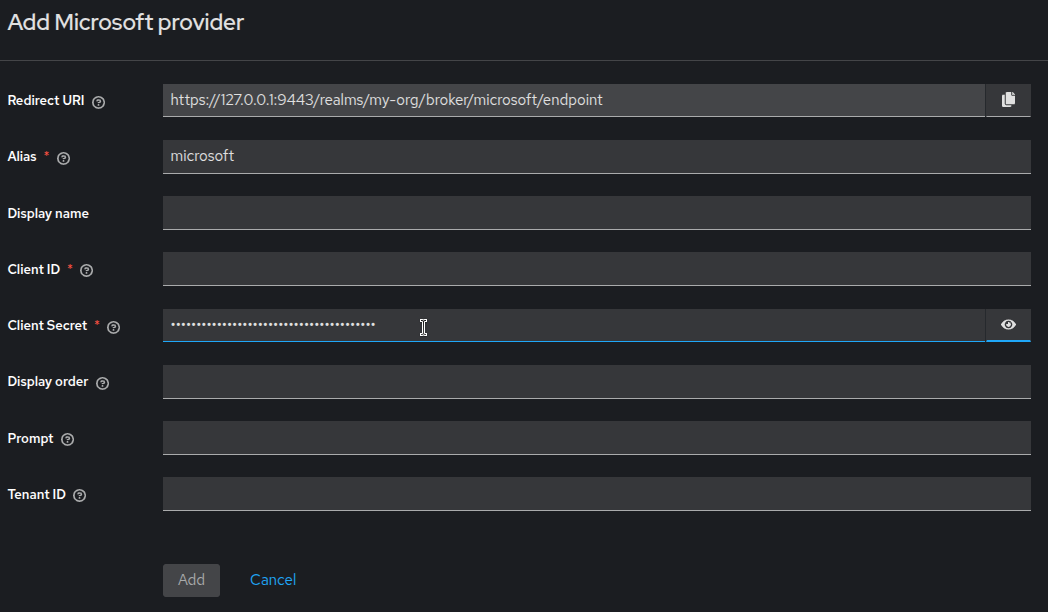 Add Microsoft provider
Redirect URI
https://127.0.0.1:9443/realms/my-org/broker/microsoft/endpoint
Alias *
microsoft
Display name
Client ID *
Client Secret *
••••••••••••••••••••••••••••••••••••••••
Display order
Prompt
Tenant ID
Add Cancel